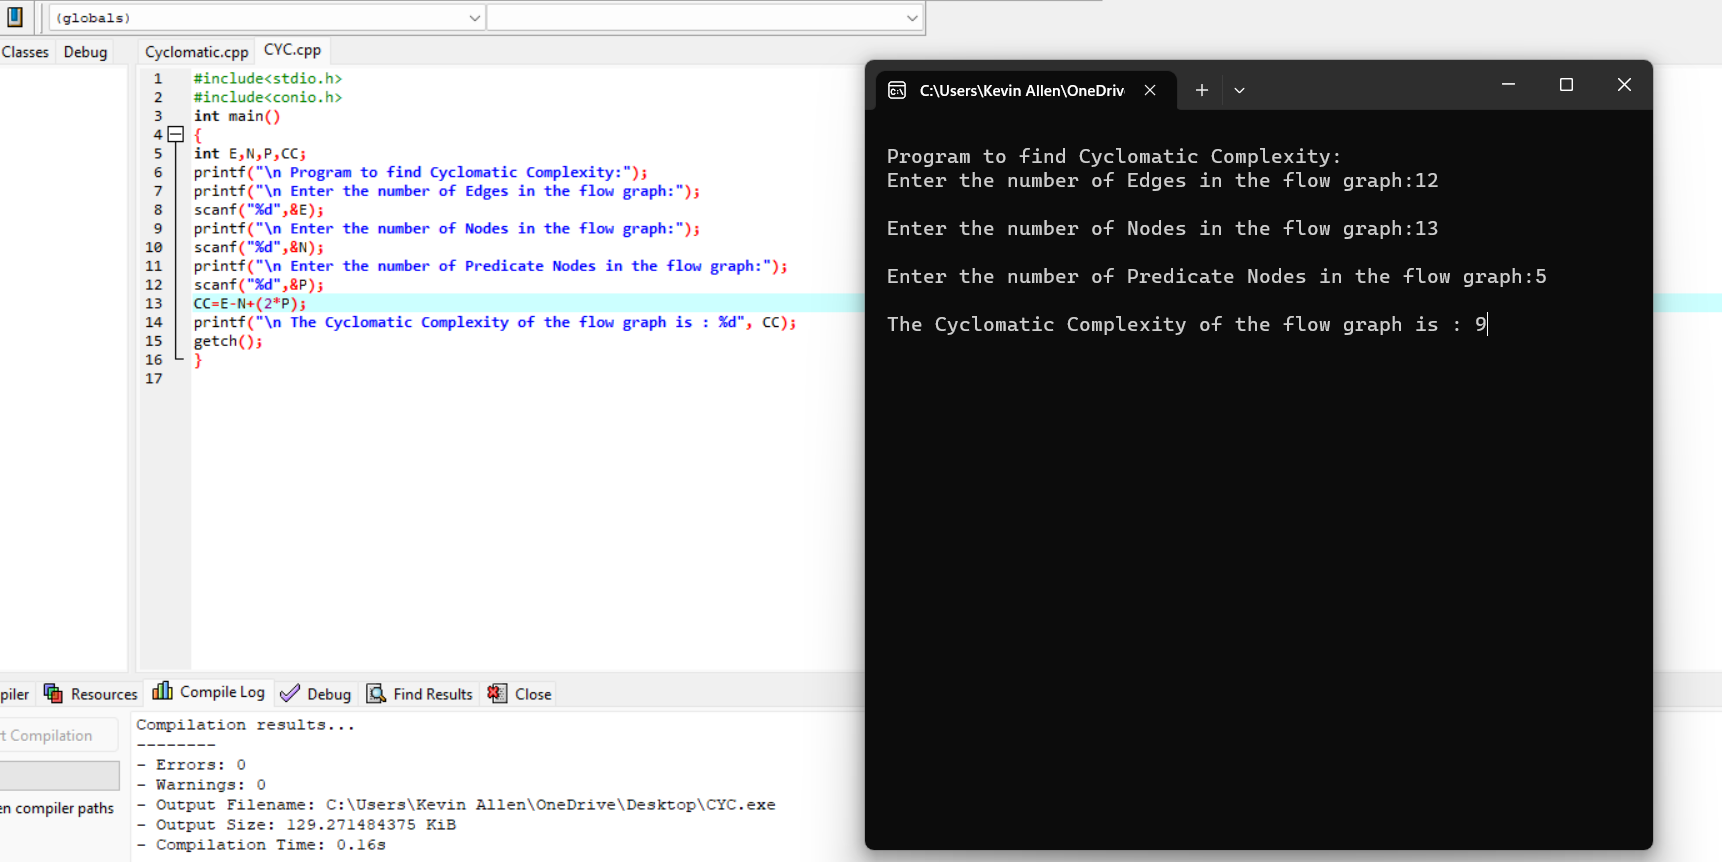 (globals)
Classes Debug Cyclomatic.cpp CYC.cpp
1 #include<stdio.h>
2 #include<conio.h>
3 int main()
4 {
5 int E,N,P,CC;
6 printf("\n Program to find Cyclomatic Complexity:");
7 printf("\n Enter the number of Edges in the flow graph:");
8 scanf("%d",&E);
9 printf("\n Enter the number of Nodes in the flow graph:");
10 scanf("%d",&N);
11 printf("\n Enter the number of Predicate Nodes in the flow graph:");
12 scanf("%d",&P);
13 CC=E-N+(2*P);
14 printf("\n The Cyclomatic Complexity of the flow graph is : %d", CC);
15 getch();
16 }
17
C:\Users\Kevin Allen\OneDriv
Program to find Cyclomatic Complexity:
Enter the number of Edges in the flow graph:12
Enter the number of Nodes in the flow graph:13
Enter the number of Predicate Nodes in the flow graph:5
The Cyclomatic Complexity of the flow graph is : 9
piler Resources Compile Log Debug Find Results Close
t Compilation
en compiler paths
Compilation results...
--------
- Errors: 0
- Warnings: 0
- Output Filename: C:\Users\Kevin Allen\OneDrive\Desktop\CYC.exe
- Output Size: 129.271484375 KiB
- Compilation Time: 0.16s